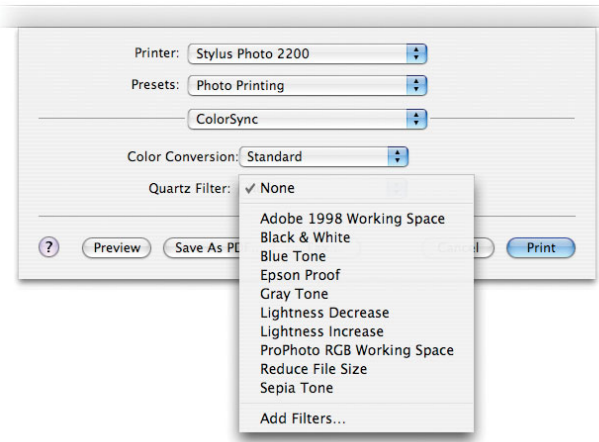 Printer: Stylus Photo 2200
Presets: Photo Printing
ColorSync
Color Conversion: Standard
Quartz Filter: ✓ None
Adobe 1998 Working Space
Black & White
Blue Tone
Epson Proof
Gray Tone
Lightness Decrease
Lightness Increase
ProPhoto RGB Working Space
Reduce File Size
Sepia Tone
Add Filters...
? Preview Save As PD Cancel Print